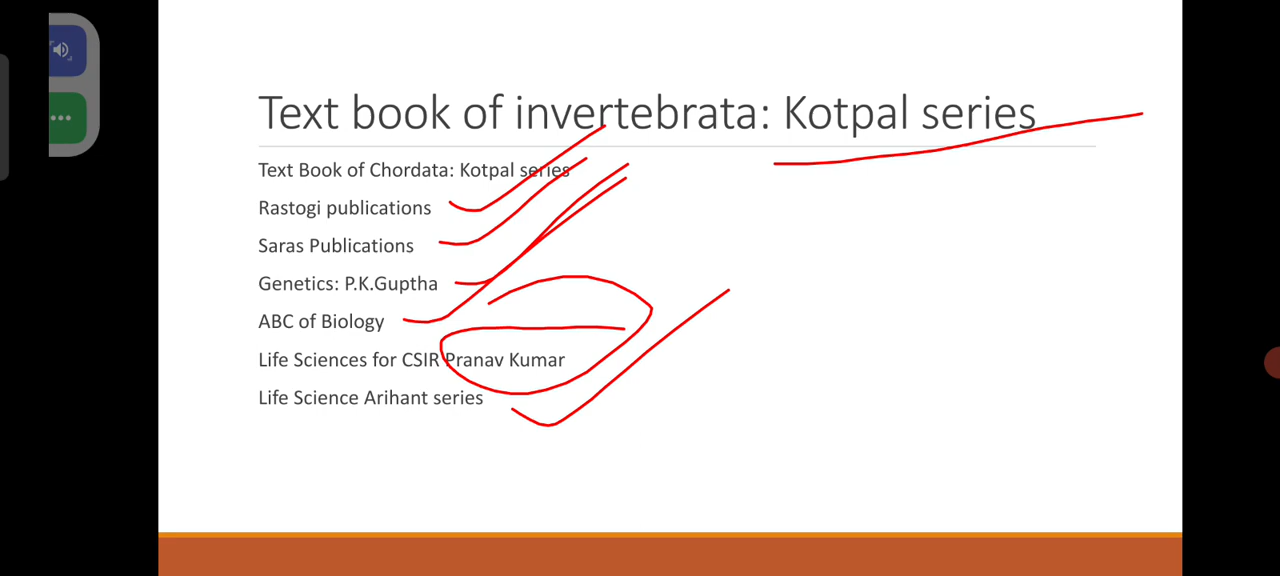 Text book of invertebrata: Kotpal series
Text Book of Chordata: Kotpal series
Rastogi publications
Saras Publications
Genetics: P.K.Guptha
ABC of Biology
Life Sciences for CSIR Pranav Kumar
Life Science Arihant series